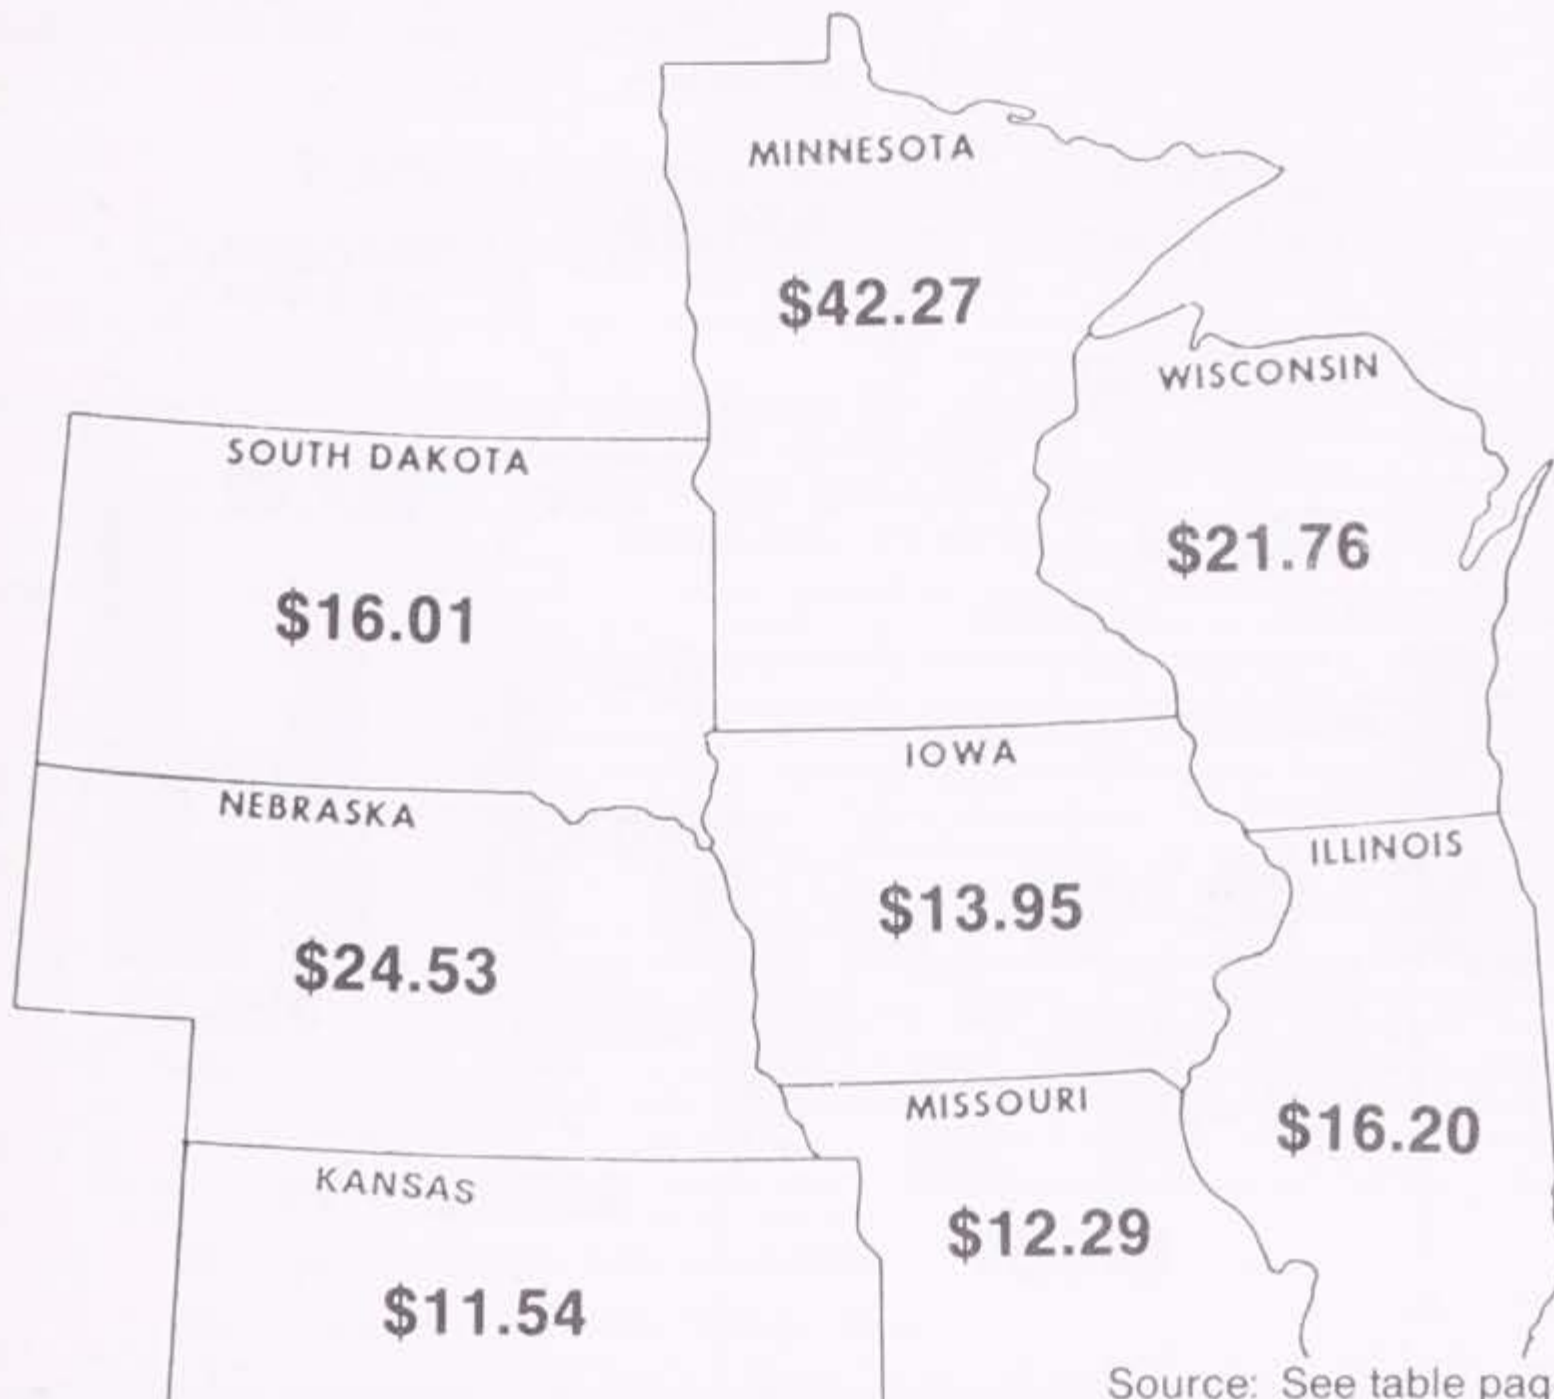 MINNESOTA
$42.27
WISCONSIN
$21.76
SOUTH DAKOTA
$16.01
IOWA
$13.95
NEBRASKA
$24.53
ILLINOIS
$16.20
MISSOURI
$12.29
KANSAS
$11.54
Source: See table pag